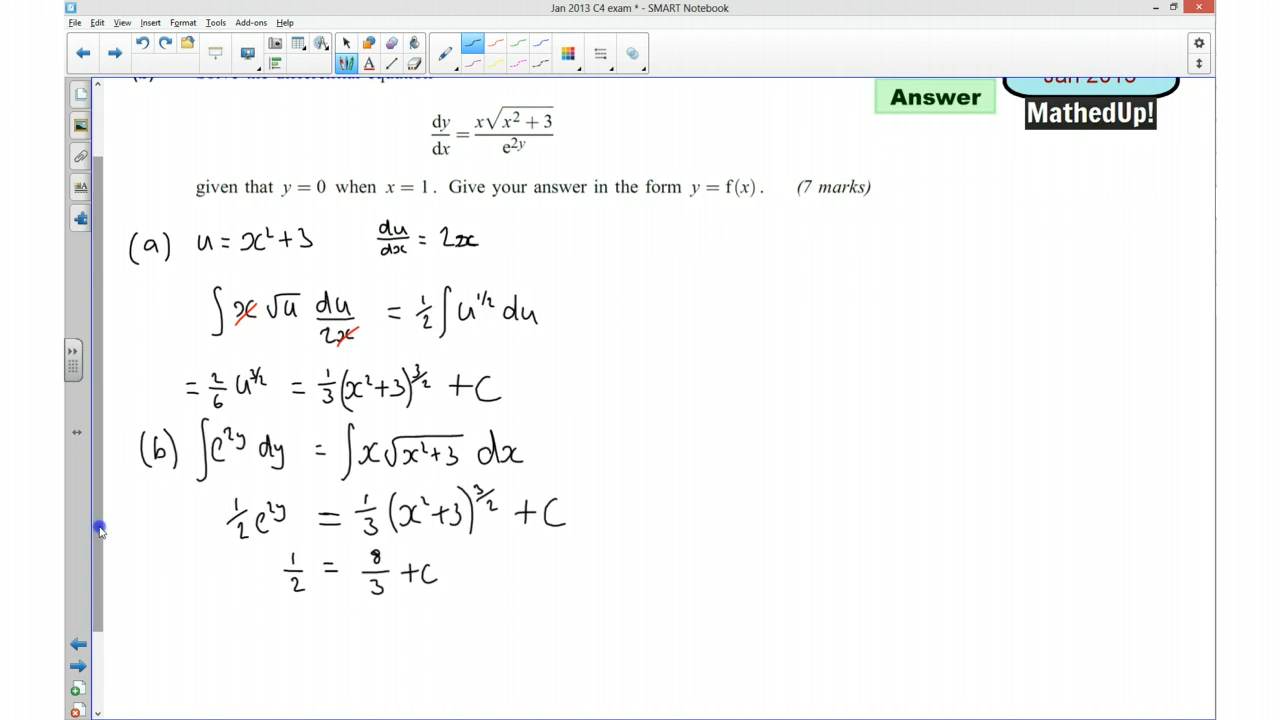 Jan 2013 C4 exam * - SMART Notebook
File Edit View Insert Format Tools Add-ons Help
Answer
MathedUp!
dy/dx = x√(x² + 3)/e^(2y)
given that y = 0 when x = 1. Give your answer in the form y = f(x). (7 marks)
(a) u = x² + 3 du/dx = 2x
∫ x √u du/2x = 1/2 ∫ u^(1/2) du
= 2/6 u^(3/2) = 1/3 (x² + 3)^(3/2) + C
(b) ∫ e^(2y) dy = ∫ x √(x² + 3) dx
1/2 e^(2y) = 1/3 (x² + 3)^(3/2) + C
1/2 = 8/3 + C